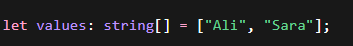 let values: string[] = ["Ali", "Sara"];